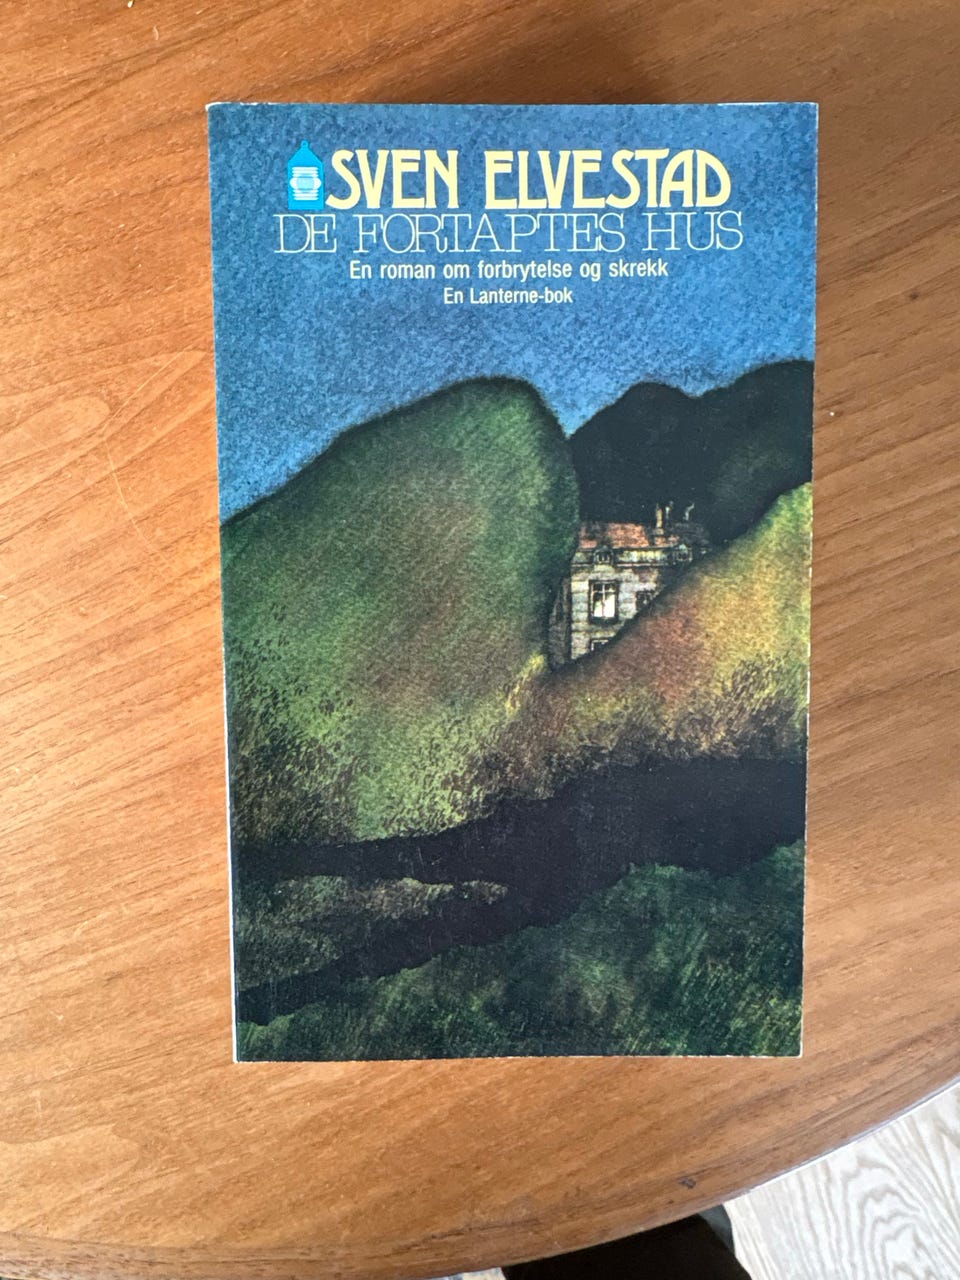 SVEN ELVESTAD
DE FORTAPTES HUS
En roman om forbrytelse og skrekk
En Lanterne-bok